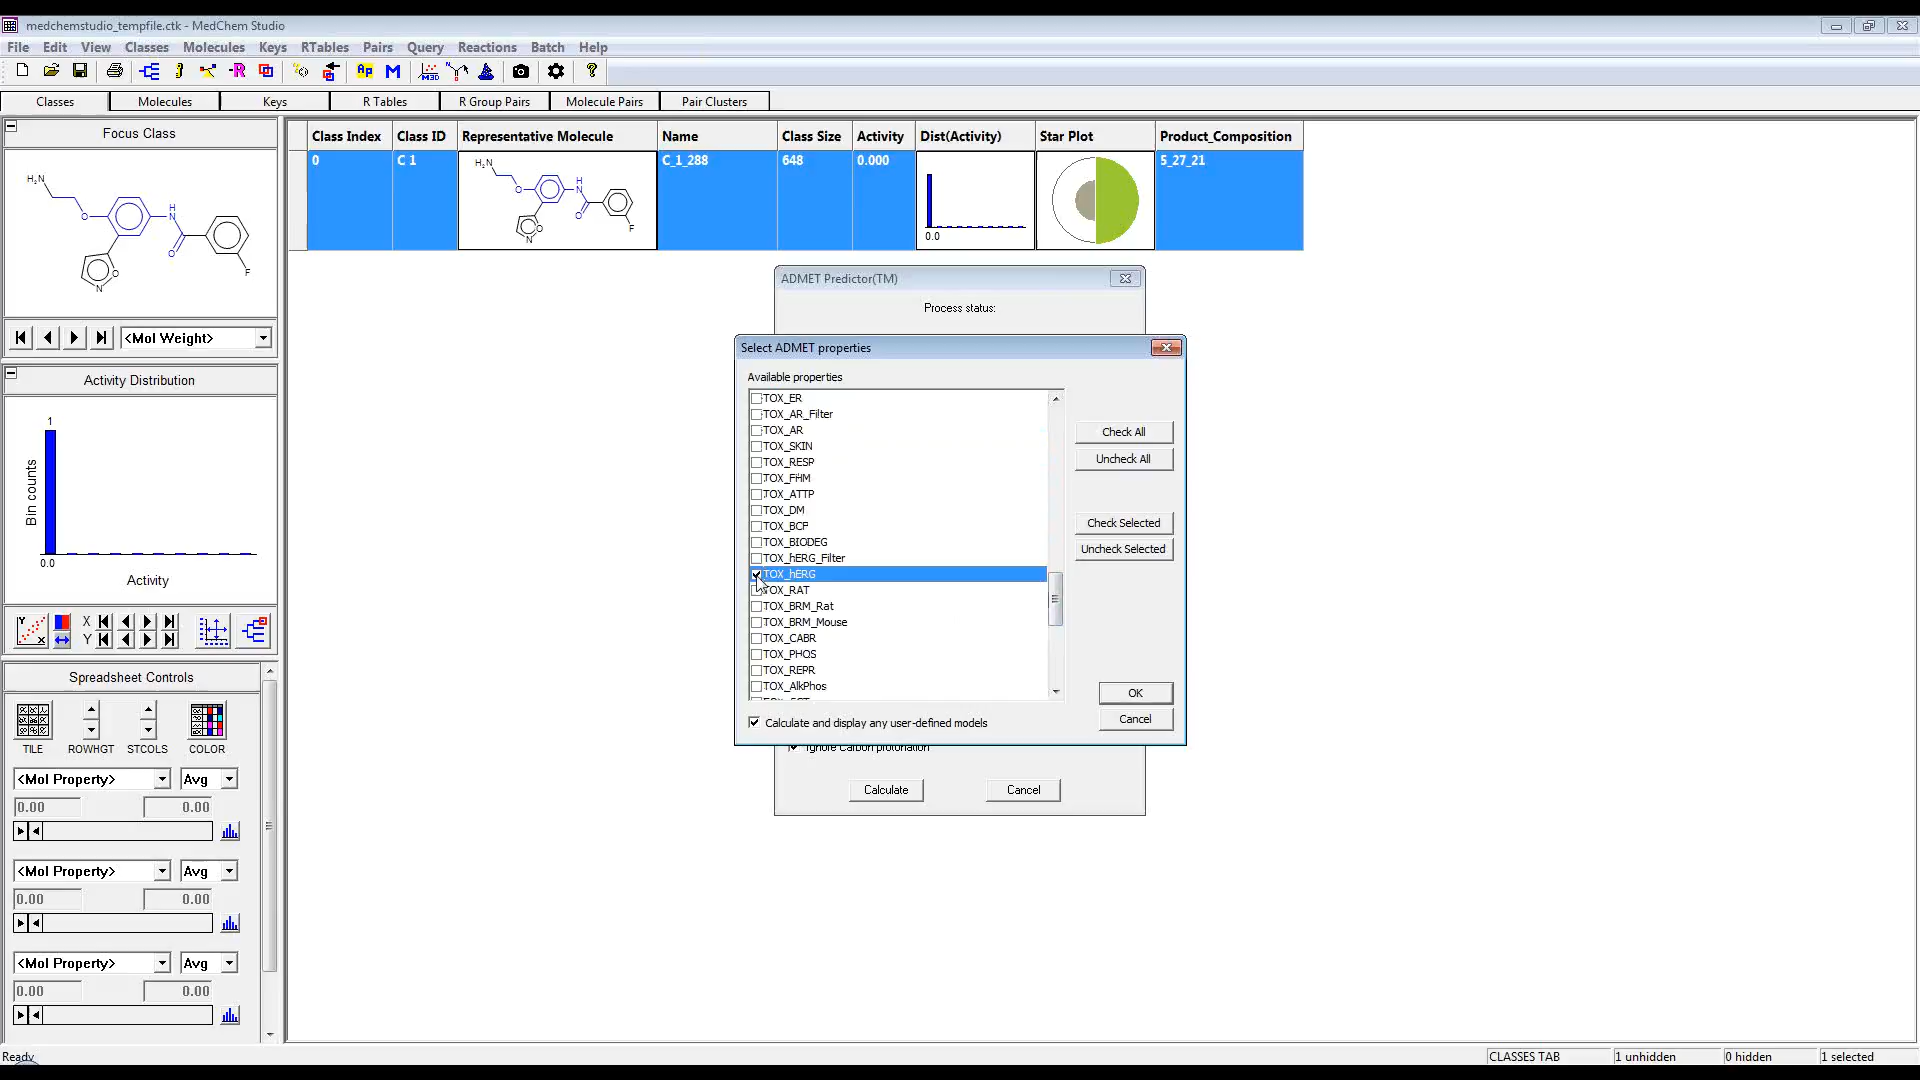 medchemstudio_tempfile.ctk - MedChem Studio
File Edit View Classes Molecules Keys RTables Pairs Query Reactions Batch Help
Classes Molecules Keys R Tables R Group Pairs Molecule Pairs Pair Clusters
Focus Class
H₂N
O
H
N
O
F
O
N
<Mol Weight>
Activity Distribution
1
Bin counts
0.0
Activity
X
Y
Spreadsheet Controls
TILE ROWHGT STCOLS COLOR
<Mol Property> Avg
0.00 0.00
<Mol Property> Avg
0.00 0.00
<Mol Property> Avg
0.00 0.00
Class Index Class ID Representative Molecule Name Class Size Activity Dist(Activity) Star Plot Product_Composition
0 C 1 C_1_288 648 0.000 5_27_21
H₂N
O
H
N
O
F
O
N
0.0
ADMET Predictor(TM)
Process status:
Select ADMET properties
Available properties
TOX_ER
TOX_AR_Filter
TOX_AR
TOX_SKIN
TOX_RESP
TOX_FHM
TOX_ATTP
TOX_DM
TOX_BCF
TOX_BIODEG
TOX_hERG_Filter
TOX_hERG
TOX_RAT
TOX_BRM_Rat
TOX_BRM_Mouse
TOX_CABR
TOX_PHOS
TOX_REPR
TOX_AlkPhos
Check All
Uncheck All
Check Selected
Uncheck Selected
OK
Cancel
Calculate and display any user-defined models
Ignore Carbon protonation
Calculate Cancel
Ready CLASSES TAB 1 unhidden 0 hidden 1 selected